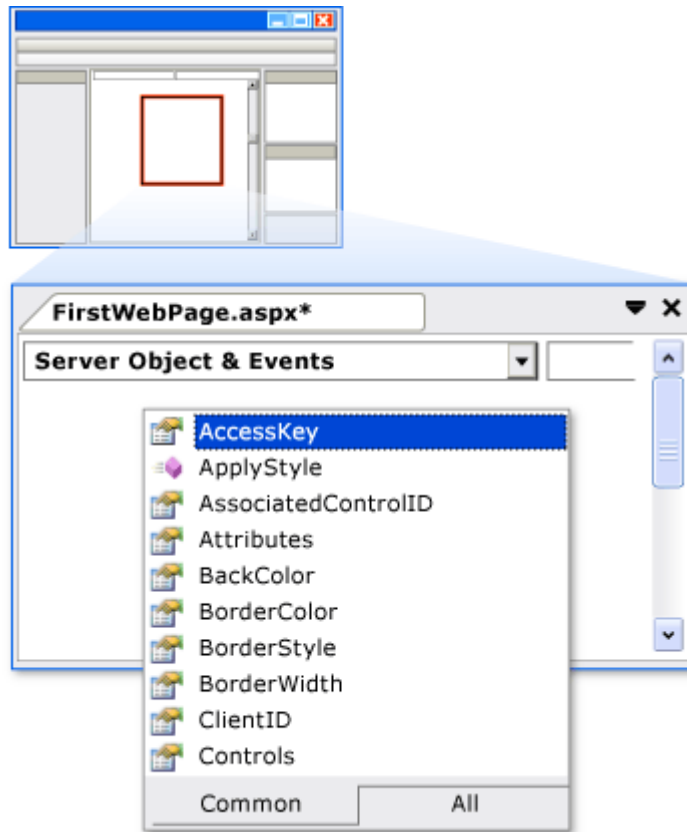 FirstWebPage.aspx*
Server Object & Events
AccessKey
ApplyStyle
AssociatedControlID
Attributes
BackColor
BorderColor
BorderStyle
BorderWidth
ClientID
Controls
Common All